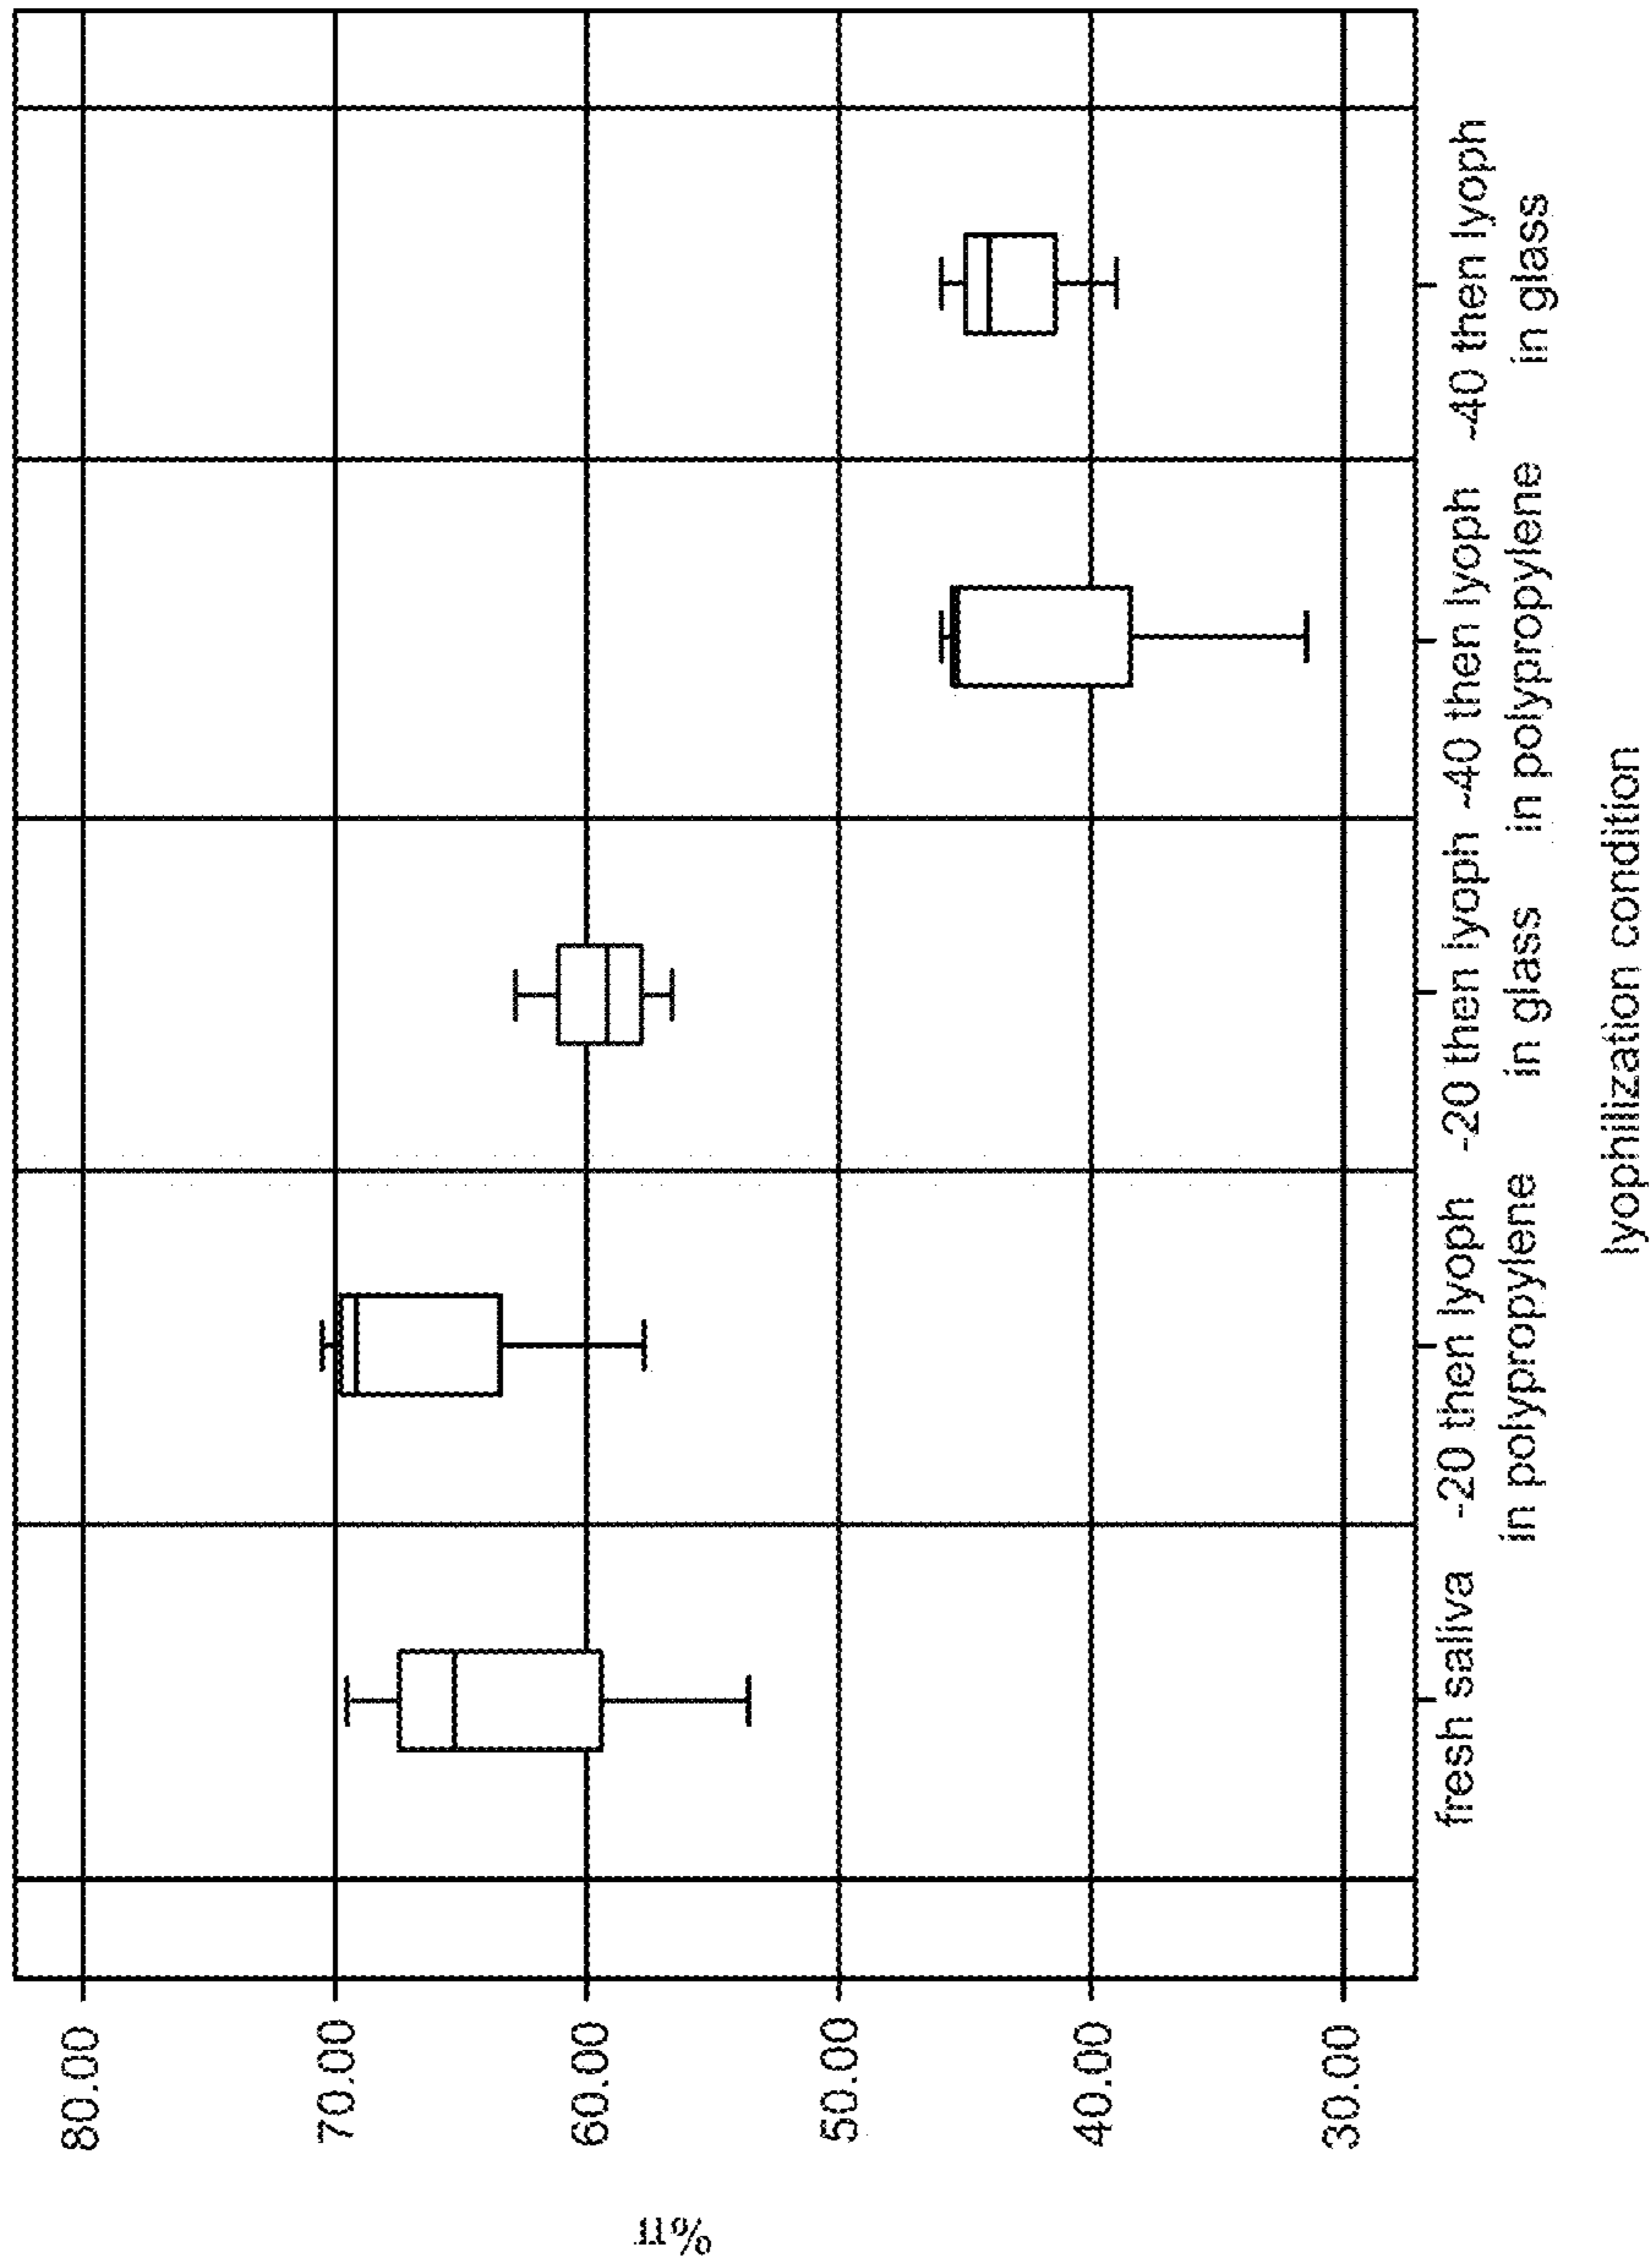 80.00
70.00
60.00
50.00
40.00
30.00
fresh saliva
-20 then lyoph
in polypropylene
-20 then lyoph
in glass
-40 then lyoph
in polypropylene
-40 then lyoph
in glass
lyophilization condition